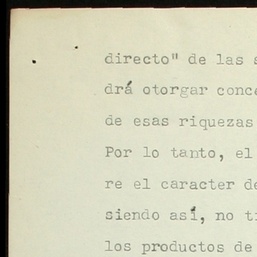 directo" de las
drá otorgar conce
de esas riquezas
Por lo tanto, el
re el caracter de
siendo así, no t
los productos de